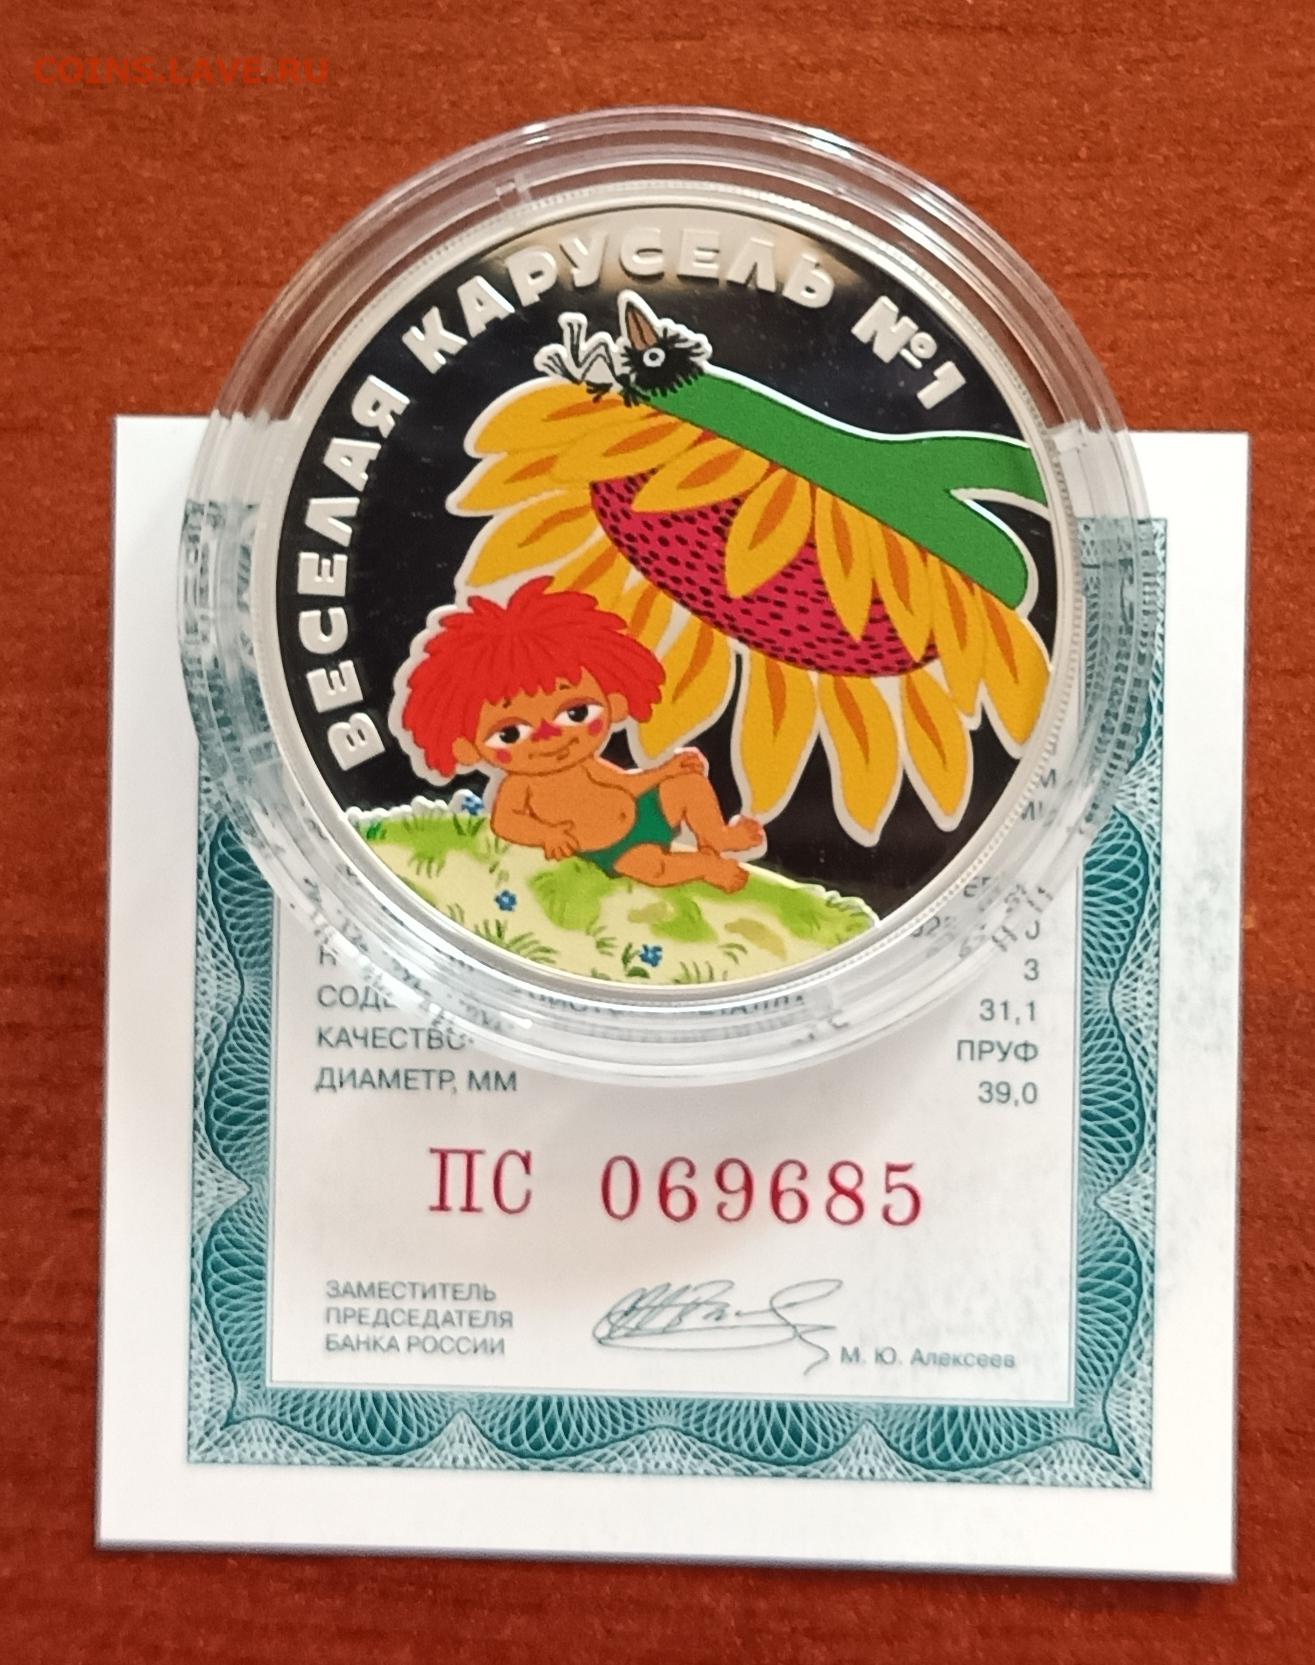 COINS.LAVE.RU
ВЕСЕЛАЯ КАРУСЕЛЬ №1
3
31,1
КАЧЕСТВО ПРУФ
ДИАМЕТР, ММ 39,0
ПС 069685
ЗАМЕСТИТЕЛЬ
ПРЕДСЕДАТЕЛЯ
БАНКА РОССИИ
М. Ю. Алексеев